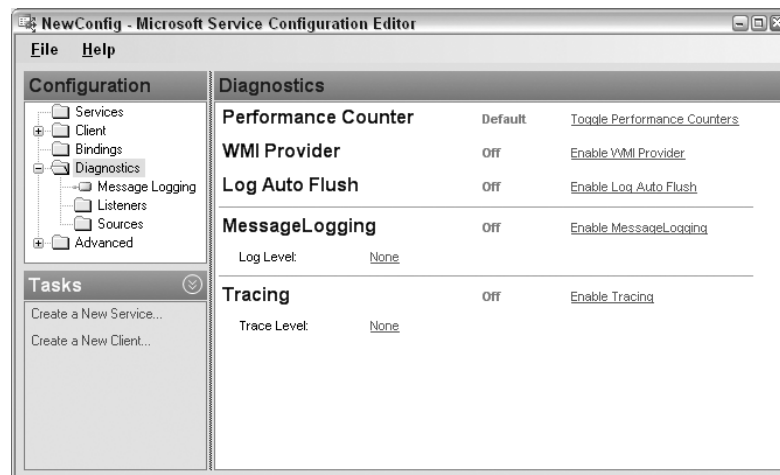 NewConfig - Microsoft Service Configuration Editor
File Help
Configuration
Services
Client
Bindings
Diagnostics
Message Logging
Listeners
Sources
Advanced
Tasks
Create a New Service...
Create a New Client...
Diagnostics
Performance Counter Default Toggle Performance Counters
WMI Provider Off Enable WMI Provider
Log Auto Flush Off Enable Log Auto Flush
MessageLogging Off Enable MessageLogging
Log Level: None
Tracing Off Enable Tracing
Trace Level: None